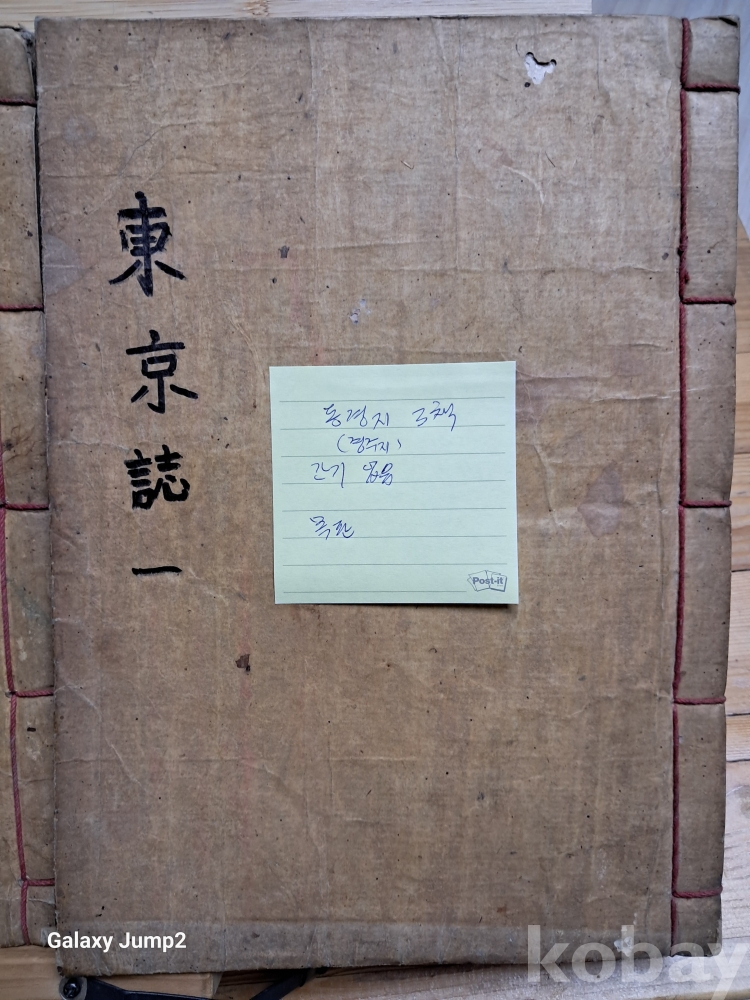 東京誌一
동경지 3책
(경주지)
간기 없음
목판
Post-it
Galaxy Jump2
kobay